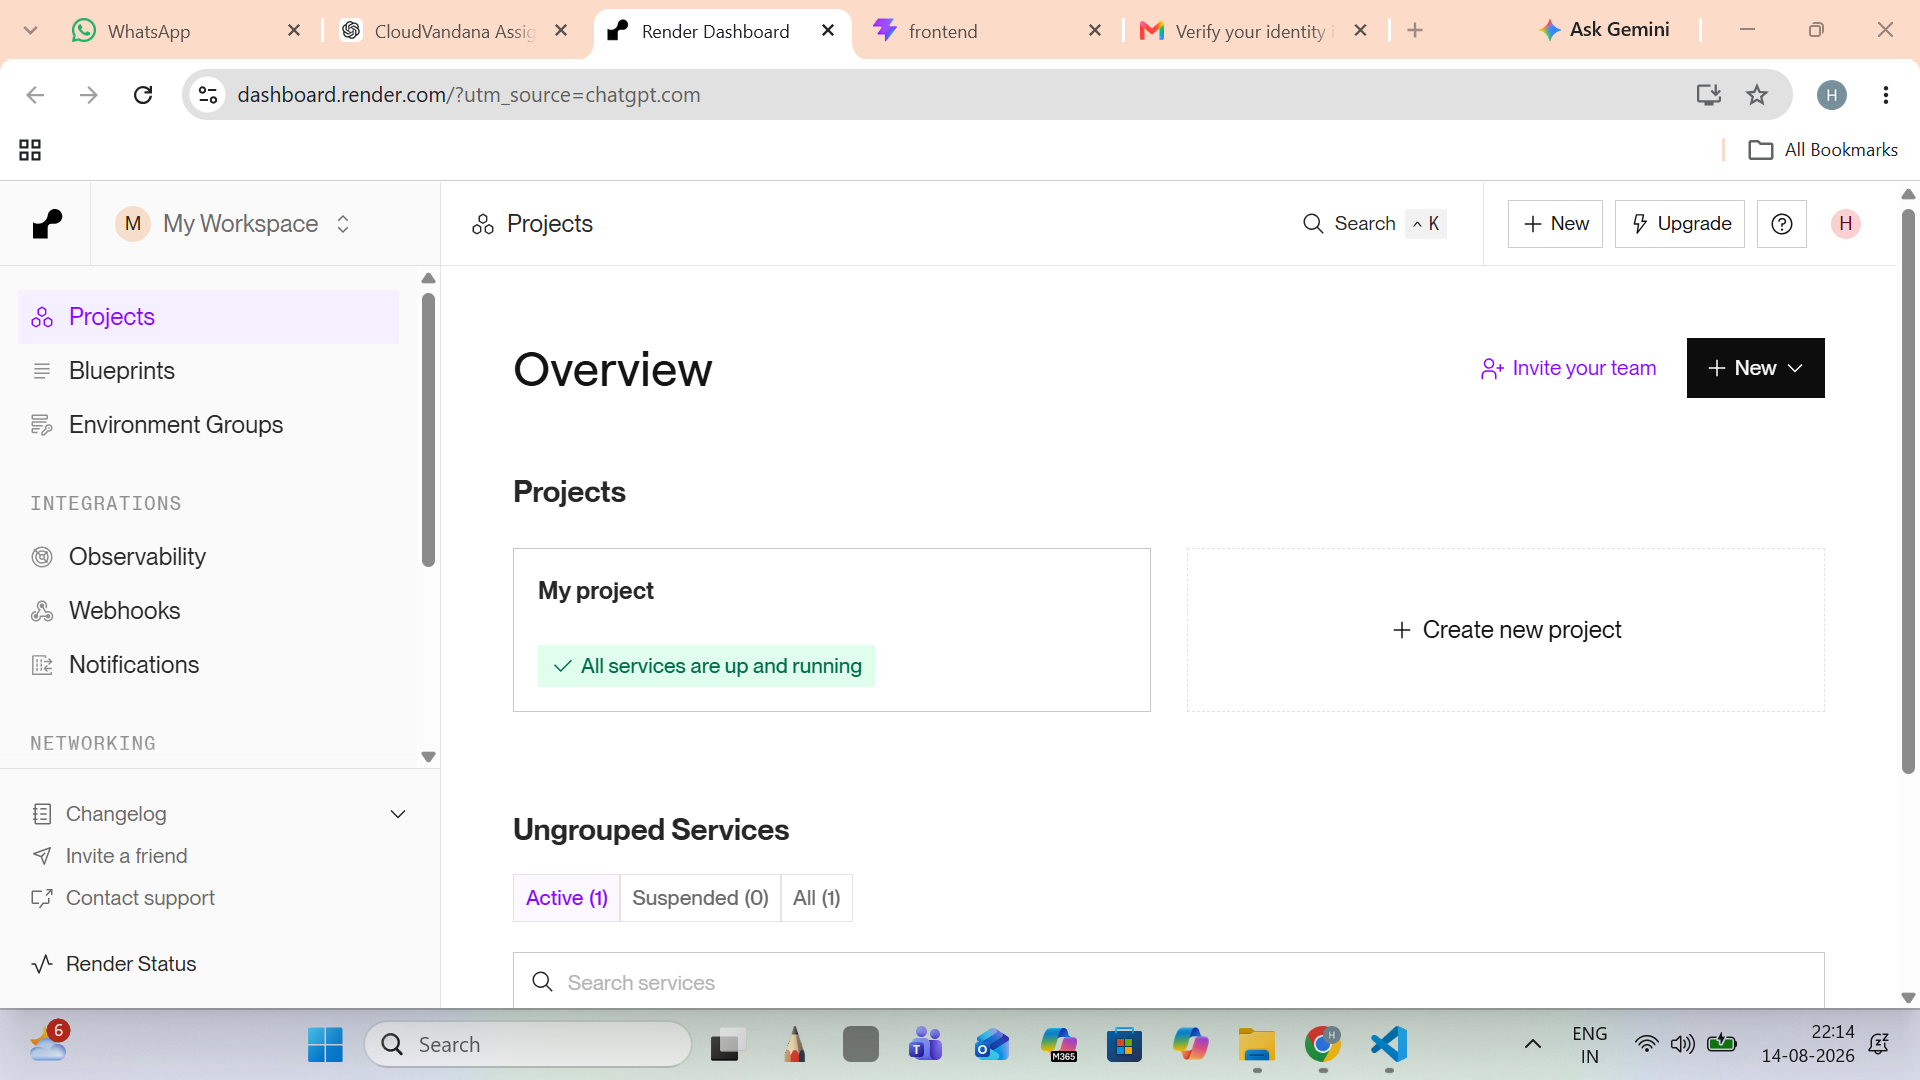 WhatsApp
CloudVandana Assig
Render Dashboard
frontend
Verify your identity i
Ask Gemini
dashboard.render.com/?utm_source=chatgpt.com
H
All Bookmarks
M My Workspace
Projects
Search ^ K
+ New
Upgrade
H
Projects
Blueprints
Environment Groups
INTEGRATIONS
Observability
Webhooks
Notifications
NETWORKING
Changelog
Invite a friend
Contact support
Render Status
Overview
Invite your team
+ New
Projects
My project
All services are up and running
+ Create new project
Ungrouped Services
Active (1)
Suspended (0)
All (1)
Search services
6
Search
M365
H
ENG
IN
22:14
14-08-2026